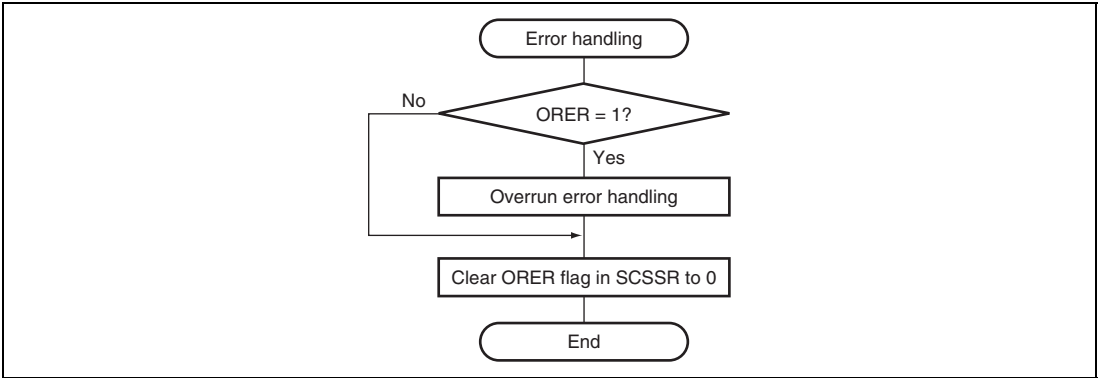 Error handling
No
ORER = 1?
Yes
Overrun error handling
Clear ORER flag in SCSSR to 0
End